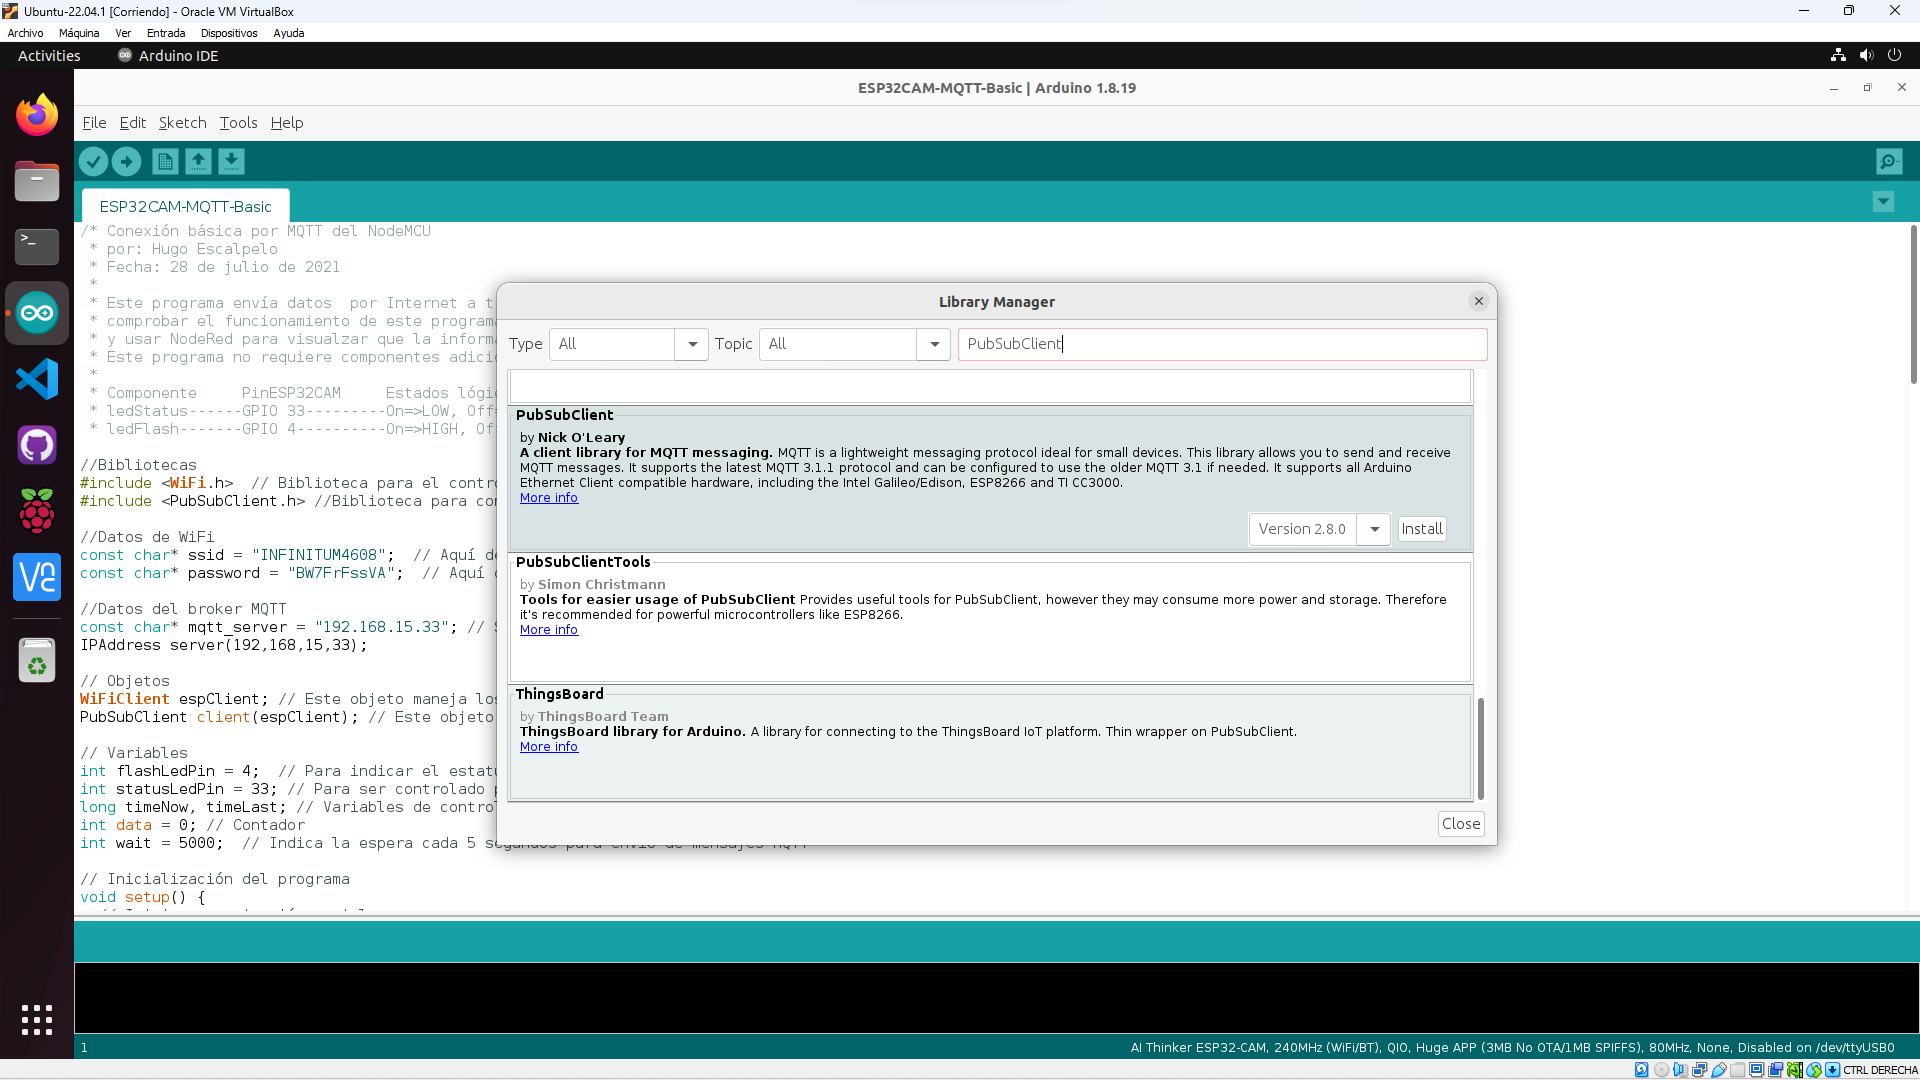 Ubuntu-22.04.1 [Corriendo] - Oracle VM VirtualBox
Archivo Máquina Ver Entrada Dispositivos Ayuda
Activities Arduino IDE
ESP32CAM-MQTT-Basic | Arduino 1.8.19
File Edit Sketch Tools Help
ESP32CAM-MQTT-Basic
/* Conexión básica por MQTT del NodeMCU
* por: Hugo Escalpelo
* Fecha: 28 de julio de 2021
*
* Este programa envía datos  por Internet a t
* comprobar el funcionamiento de este programa
* y usar NodeRed para visualzar que la informa
* Este programa no requiere componentes adicio
*
* Componente     PinESP32CAM     Estados lógic
* ledStatus------GPIO 33---------On=>LOW, Off=
* ledFlash-------GPIO 4----------On=>HIGH, Of
//Bibliotecas
#include <WiFi.h>  // Biblioteca para el contro
#include <PubSubClient.h> //Biblioteca para con
//Datos de WiFi
const char* ssid = "INFINITUM4608";  // Aquí de
const char* password = "BW7FrFssVA";  // Aquí
//Datos del broker MQTT
const char* mqtt_server = "192.168.15.33"; //
IPAddress server(192,168,15,33);
// Objetos
WiFiClient espClient; // Este objeto maneja los
PubSubClient client(espClient); // Este objeto
// Variables
int flashLedPin = 4;  // Para indicar el estatu
int statusLedPin = 33; // Para ser controlado
long timeNow, timeLast; // Variables de control
int data = 0; // Contador
int wait = 5000;  // Indica la espera cada 5 segundos para envío de mensajes MQTT
// Inicialización del programa
void setup() {
Library Manager
Type All Topic All PubSubClient
PubSubClient
by Nick O'Leary
A client library for MQTT messaging. MQTT is a lightweight messaging protocol ideal for small devices. This library allows you to send and receive
MQTT messages. It supports the latest MQTT 3.1.1 protocol and can be configured to use the older MQTT 3.1 if needed. It supports all Arduino
Ethernet Client compatible hardware, including the Intel Galileo/Edison, ESP8266 and TI CC3000.
More info
Version 2.8.0 Install
PubSubClientTools
by Simon Christmann
Tools for easier usage of PubSubClient Provides useful tools for PubSubClient, however they may consume more power and storage. Therefore
it's recommended for powerful microcontrollers like ESP8266.
More info
ThingsBoard
by ThingsBoard Team
ThingsBoard library for Arduino. A library for connecting to the ThingsBoard IoT platform. Thin wrapper on PubSubClient.
More info
Close
1 AI Thinker ESP32-CAM, 240MHz (WiFi/BT), QIO, Huge APP (3MB No OTA/1MB SPIFFS), 80MHz, None, Disabled on /dev/ttyUSB0
CTRL DERECHA